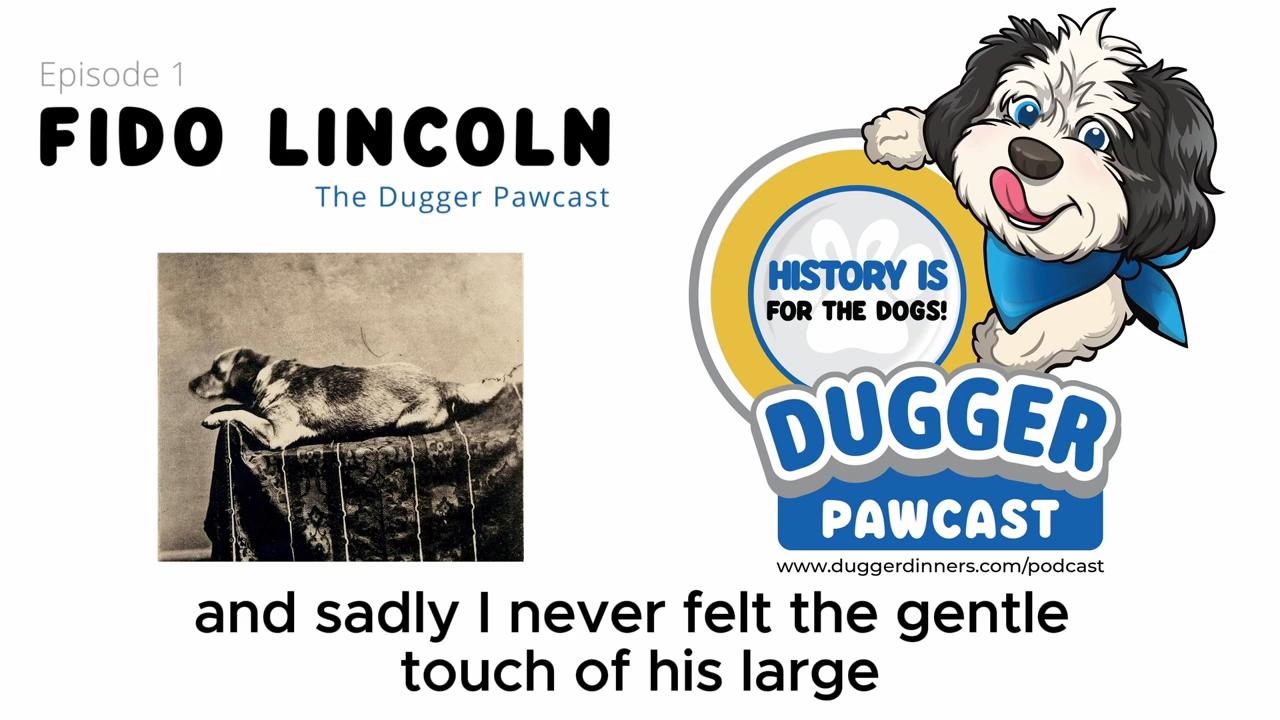 Episode 1
FIDO LINCOLN
The Dugger Pawcast
HISTORY IS
FOR THE DOGS!
DUGGER
PAWCAST
www.duggerdinners.com/podcast
and sadly I never felt the gentle
touch of his large